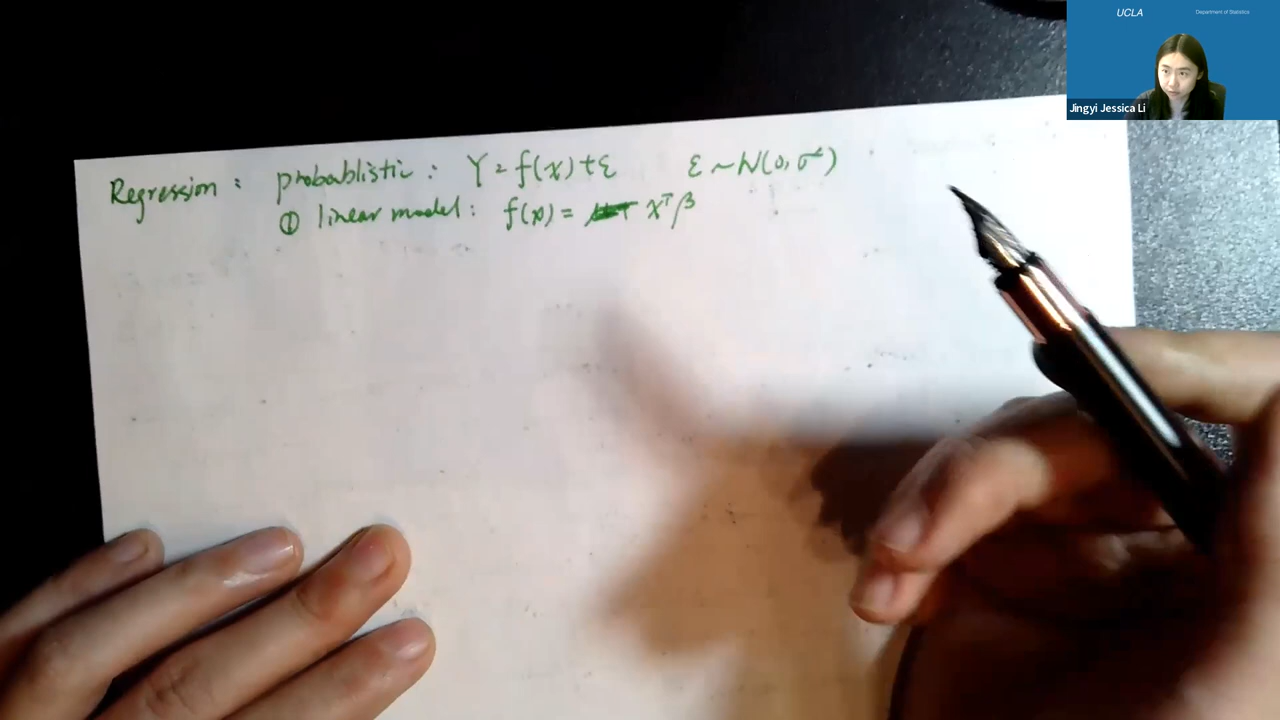 UCLA Department of Statistics
Jingyi Jessica Li
Regression: probablistic: Y = f(x) + ε ε ~ N(0, σ²)
① linear model: f(x) = xᵀβ